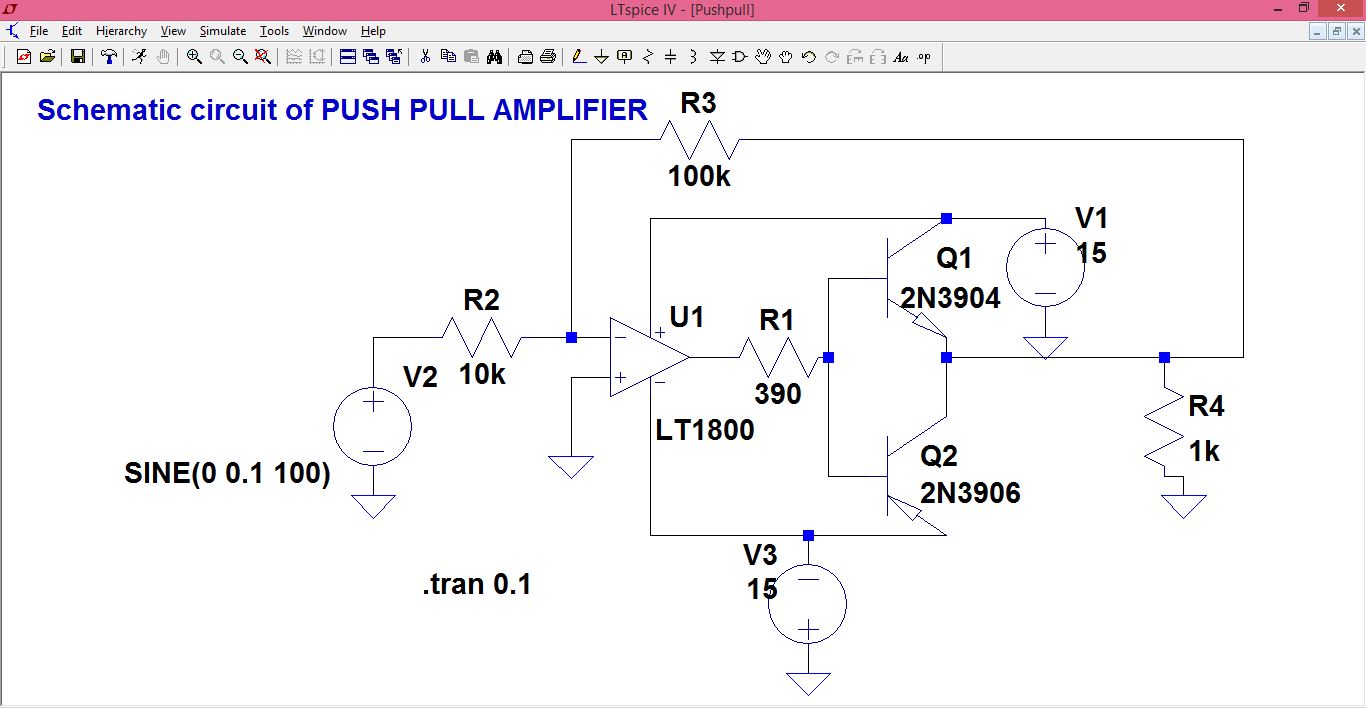 LTspice IV - [Pushpull]
File Edit Hierarchy View Simulate Tools Window Help
Schematic circuit of PUSH PULL AMPLIFIER
R3
100k
V1
15
Q1
2N3904
R2
10k
U1
LT1800
R1
390
V2
SINE(0 0.1 100)
R4
1k
Q2
2N3906
V3
15
.tran 0.1